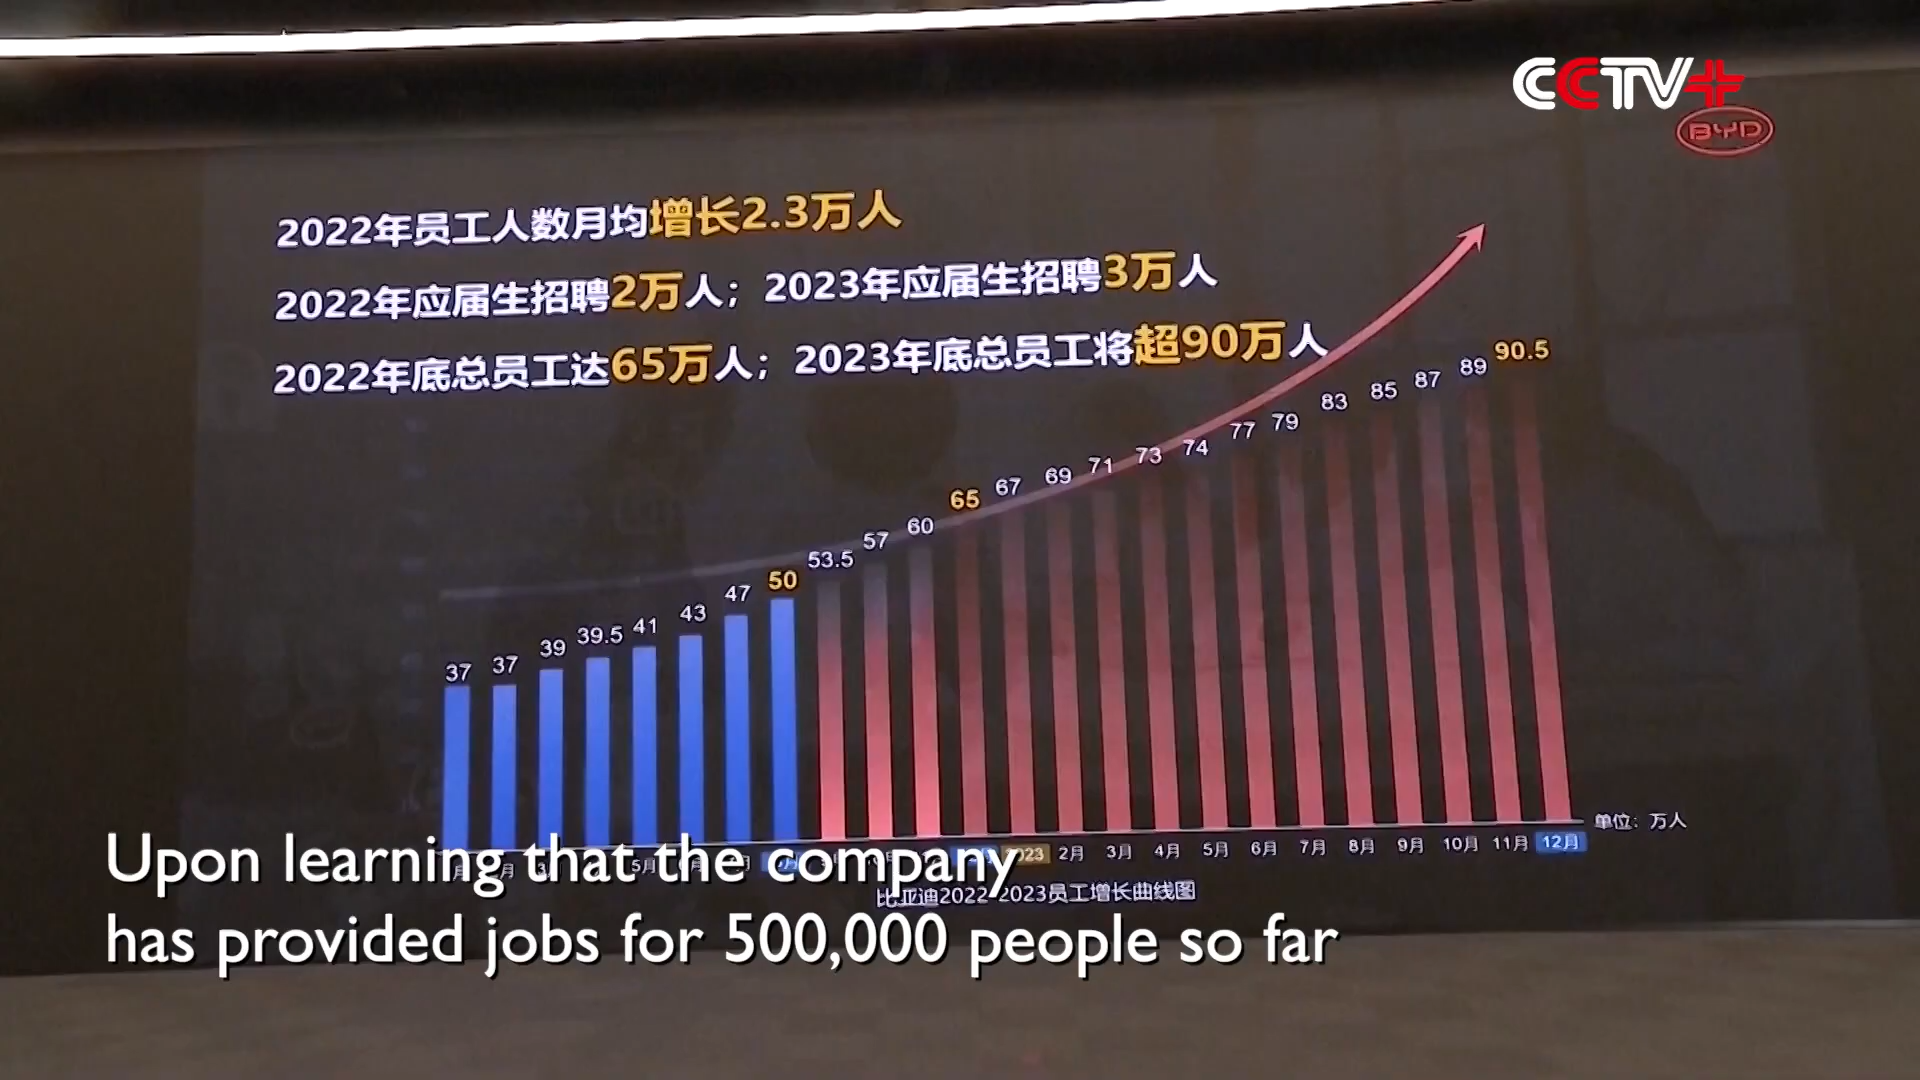 CCTV+
BYD
2022年员工人数月均增长2.3万人
2022年应届生招聘2万人；2023年应届生招聘3万人
2022年底总员工达65万人；2023年底总员工将超90万人
37 37 39 39.5 41 43 47 50 53.5 57 60 65 67 69 71 73 74 77 79 83 85 87 89 90.5
单位：万人
5月 2023 2月 3月 4月 5月 6月 7月 8月 9月 10月 11月 12月
比亚迪2022-2023员工增长曲线图
Upon learning that the company
has provided jobs for 500,000 people so far